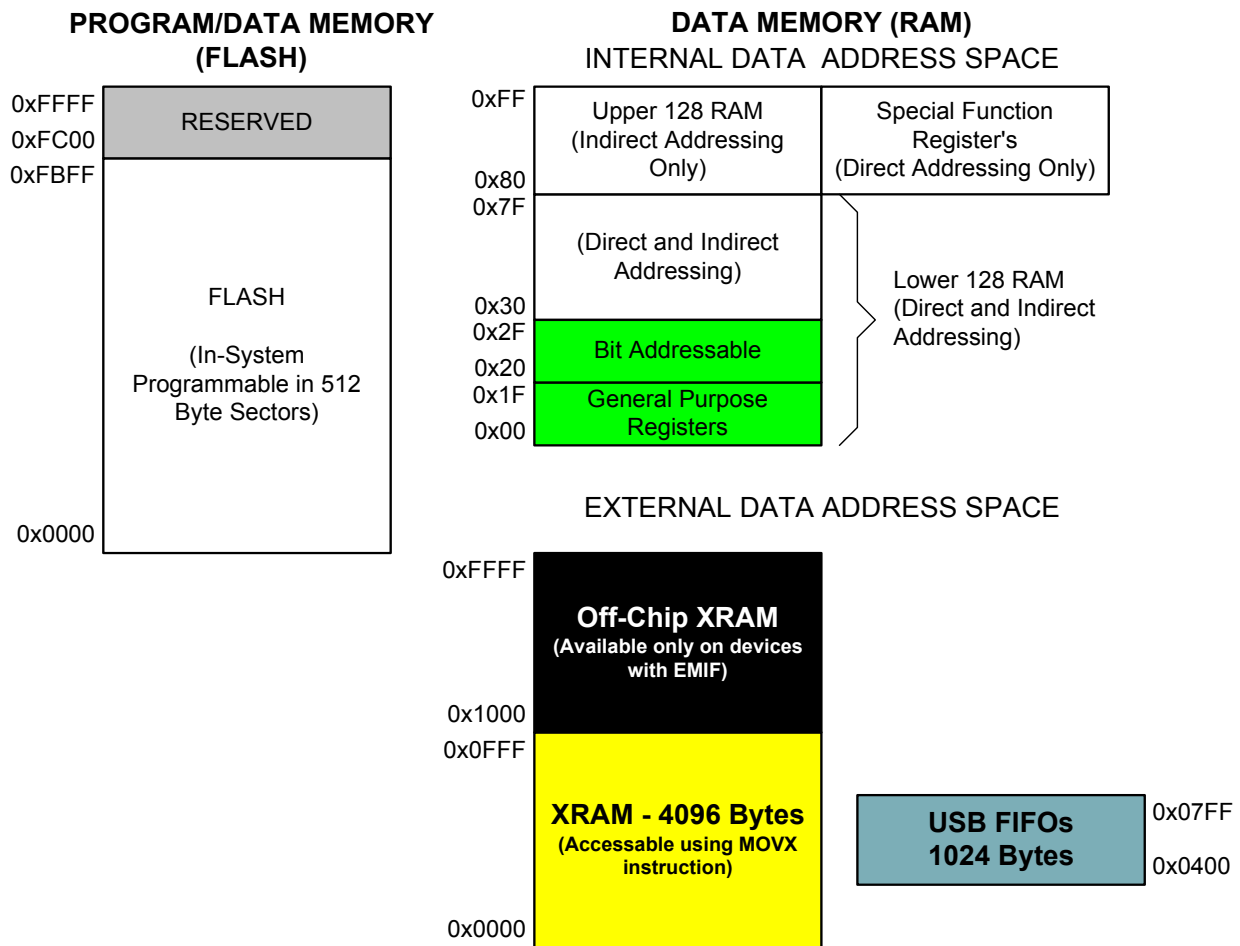 PROGRAM/DATA MEMORY
(FLASH)
0xFFFF
RESERVED
0xFC00
0xFBFF
FLASH
(In-System
Programmable in 512
Byte Sectors)
0x0000
DATA MEMORY (RAM)
INTERNAL DATA ADDRESS SPACE
0xFF
Upper 128 RAM
(Indirect Addressing
Only)
0x80
Special Function
Register's
(Direct Addressing Only)
0x7F
(Direct and Indirect
Addressing)
0x30
0x2F
Bit Addressable
0x20
0x1F
General Purpose
Registers
0x00
Lower 128 RAM
(Direct and Indirect
Addressing)
EXTERNAL DATA ADDRESS SPACE
0xFFFF
Off-Chip XRAM
(Available only on devices
with EMIF)
0x1000
0x0FFF
XRAM - 4096 Bytes
(Accessable using MOVX
instruction)
0x0000
USB FIFOs
1024 Bytes
0x07FF
0x0400